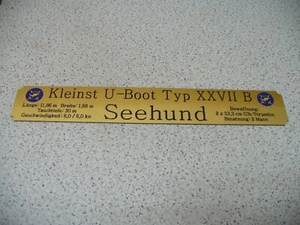 Kleinst U-Boot Typ XXVII B
Seehund
Länge: 11,86 m Breite: 1,68 m
Tauchtiefe: 30 m
Geschwindigkeit: 8,0 / 6,0 kn
Bewaffnung:
2 x 53,3 cm Torpedos
Besatzung: 2 Mann